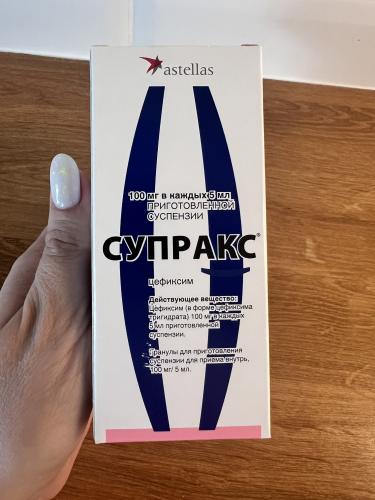 astellas
100 мг в каждых 5 мл
ПРИГОТОВЛЕННОЙ
СУСПЕНЗИИ
СУПРАКС®
цефиксим
Действующее вещество:
Цефиксим (в форме цефиксима
тригидрата) 100 мг в каждых
5 мл приготовленной
суспензии.
Гранулы для приготовления
суспензии для приема внутрь,
100 мг/ 5 мл.